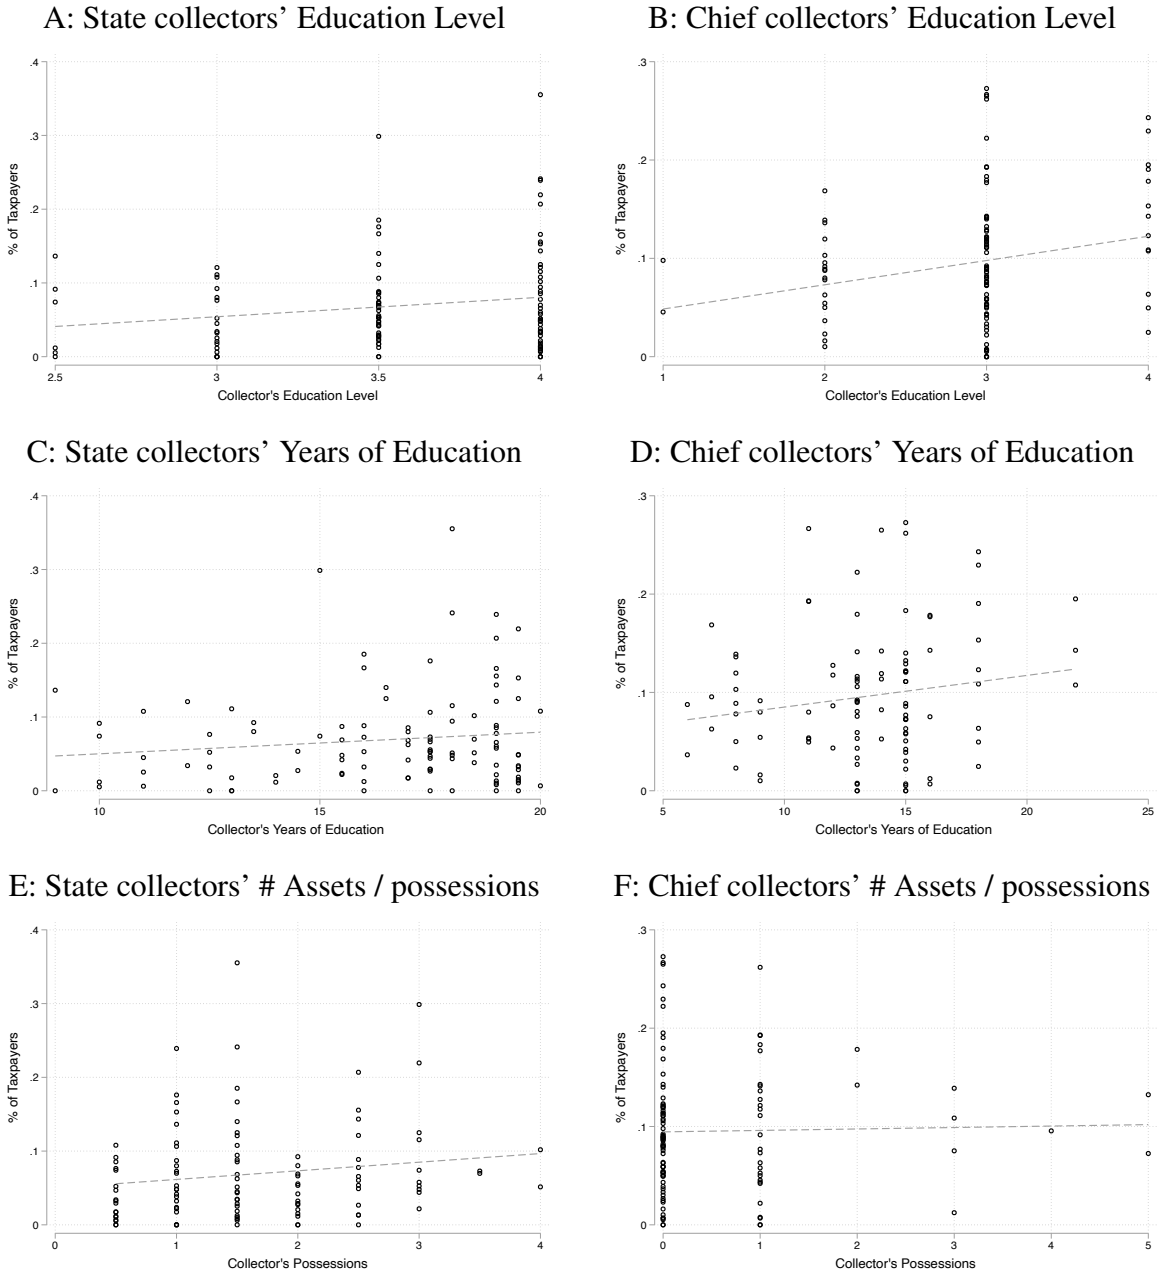 A: State collectors’ Education Level
.4
.3
.2
.1
0
% of Taxpayers
2.5 3 3.5 4
Collector's Education Level
B: Chief collectors’ Education Level
.3
.2
.1
0
% of Taxpayers
1 2 3 4
Collector's Education Level
C: State collectors’ Years of Education
.4
.3
.2
.1
0
% of Taxpayers
10 15 20
Collector's Years of Education
D: Chief collectors’ Years of Education
.3
.2
.1
0
% of Taxpayers
5 10 15 20 25
Collector's Years of Education
E: State collectors’ # Assets / possessions
.4
.3
.2
.1
0
% of Taxpayers
0 1 2 3 4
Collector's Possessions
F: Chief collectors’ # Assets / possessions
.3
.2
.1
0
% of Taxpayers
0 1 2 3 4 5
Collector's Possessions